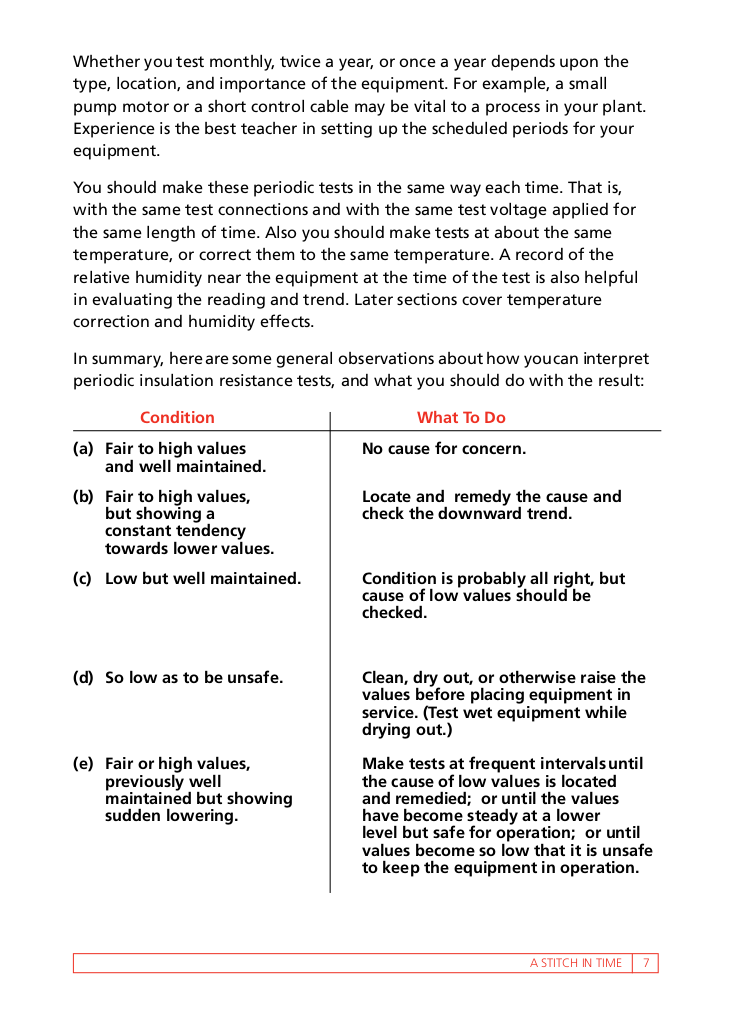 Whether you test monthly, twice a year, or once a year depends upon the
type, location, and importance of the equipment. For example, a small
pump motor or a short control cable may be vital to a process in your plant.
Experience is the best teacher in setting up the scheduled periods for your
equipment.
You should make these periodic tests in the same way each time. That is,
with the same test connections and with the same test voltage applied for
the same length of time. Also you should make tests at about the same
temperature, or correct them to the same temperature. A record of the
relative humidity near the equipment at the time of the test is also helpful
in evaluating the reading and trend. Later sections cover temperature
correction and humidity effects.
In summary, here are some general observations about how you can interpret
periodic insulation resistance tests, and what you should do with the result:
Condition
What To Do
(a) Fair to high values
and well maintained.
No cause for concern.
(b) Fair to high values,
but showing a
constant tendency
towards lower values.
Locate and remedy the cause and
check the downward trend.
(c) Low but well maintained.
Condition is probably all right, but
cause of low values should be
checked.
(d) So low as to be unsafe.
Clean, dry out, or otherwise raise the
values before placing equipment in
service. (Test wet equipment while
drying out.)
(e) Fair or high values,
previously well
maintained but showing
sudden lowering.
Make tests at frequent intervals until
the cause of low values is located
and remedied; or until the values
have become steady at a lower
level but safe for operation; or until
values become so low that it is unsafe
to keep the equipment in operation.
A STITCH IN TIME 7